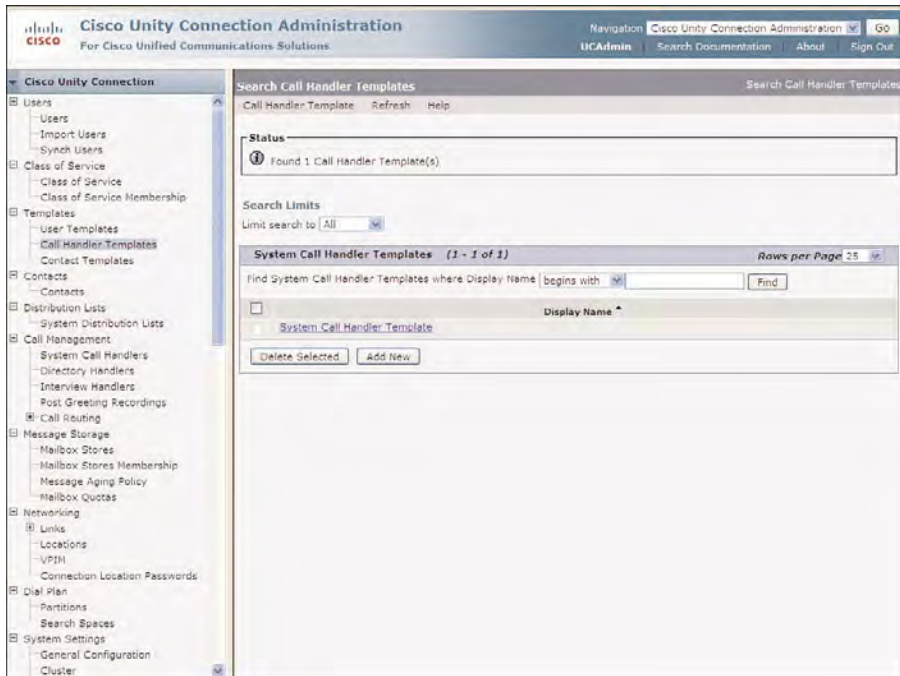 Cisco Unity Connection Administration
For Cisco Unified Communications Solutions
cisco
Navigation Cisco Unity Connection Administration Go
UCAdmin Search Documentation About Sign Out
Cisco Unity Connection
Users
Users
Import Users
Synch Users
Class of Service
Class of Service
Class of Service Membership
Templates
User Templates
Call Handler Templates
Contact Templates
Contacts
Contacts
Distribution Lists
System Distribution Lists
Call Management
System Call Handlers
Directory Handlers
Interview Handlers
Post Greeting Recordings
Call Routing
Message Storage
Mailbox Stores
Mailbox Stores Membership
Message Aging Policy
Mailbox Quotas
Networking
Links
Locations
VPIM
Connection Location Passwords
Dial Plan
Partitions
Search Spaces
System Settings
General Configuration
Cluster
Search Call Handler Templates Search Call Handler Templates
Call Handler Template Refresh Help
Status
Found 1 Call Handler Template(s)
Search Limits
Limit search to All
System Call Handler Templates (1 - 1 of 1) Rows per Page 25
Find System Call Handler Templates where Display Name begins with Find
Display Name
System Call Handler Template
Delete Selected Add New